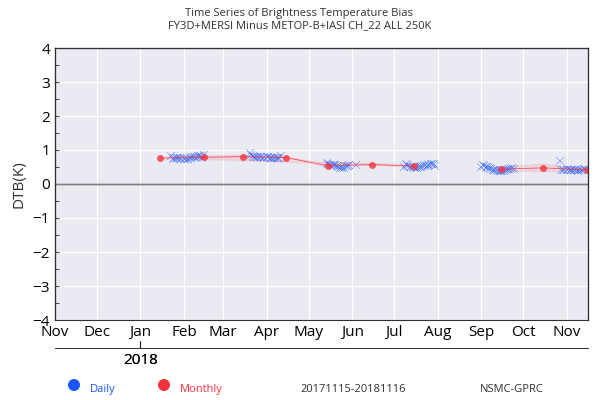 Time Series of Brightness Temperature Bias
FY3D+MERSI Minus METOP-B+IASI CH_22 ALL 250K
DTB(K)
4
3
2
1
0
−1
−2
−3
−4
Nov Dec Jan Feb Mar Apr May Jun Jul Aug Sep Oct Nov
2018
Daily Monthly 20171115-20181116 NSMC-GPRC